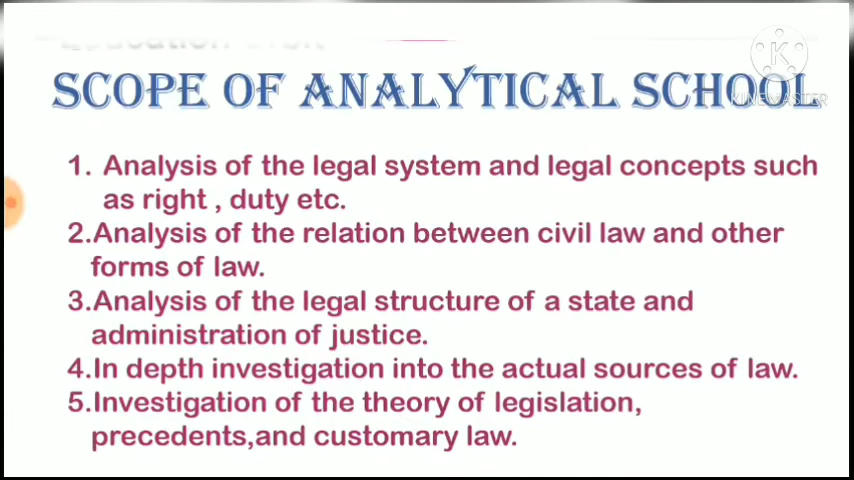 SCOPE OF ANALYTICAL SCHOOL
K
KINEMASTER
1. Analysis of the legal system and legal concepts such
as right , duty etc.
2.Analysis of the relation between civil law and other
forms of law.
3.Analysis of the legal structure of a state and
administration of justice.
4.In depth investigation into the actual sources of law.
5.Investigation of the theory of legislation,
precedents,and customary law.